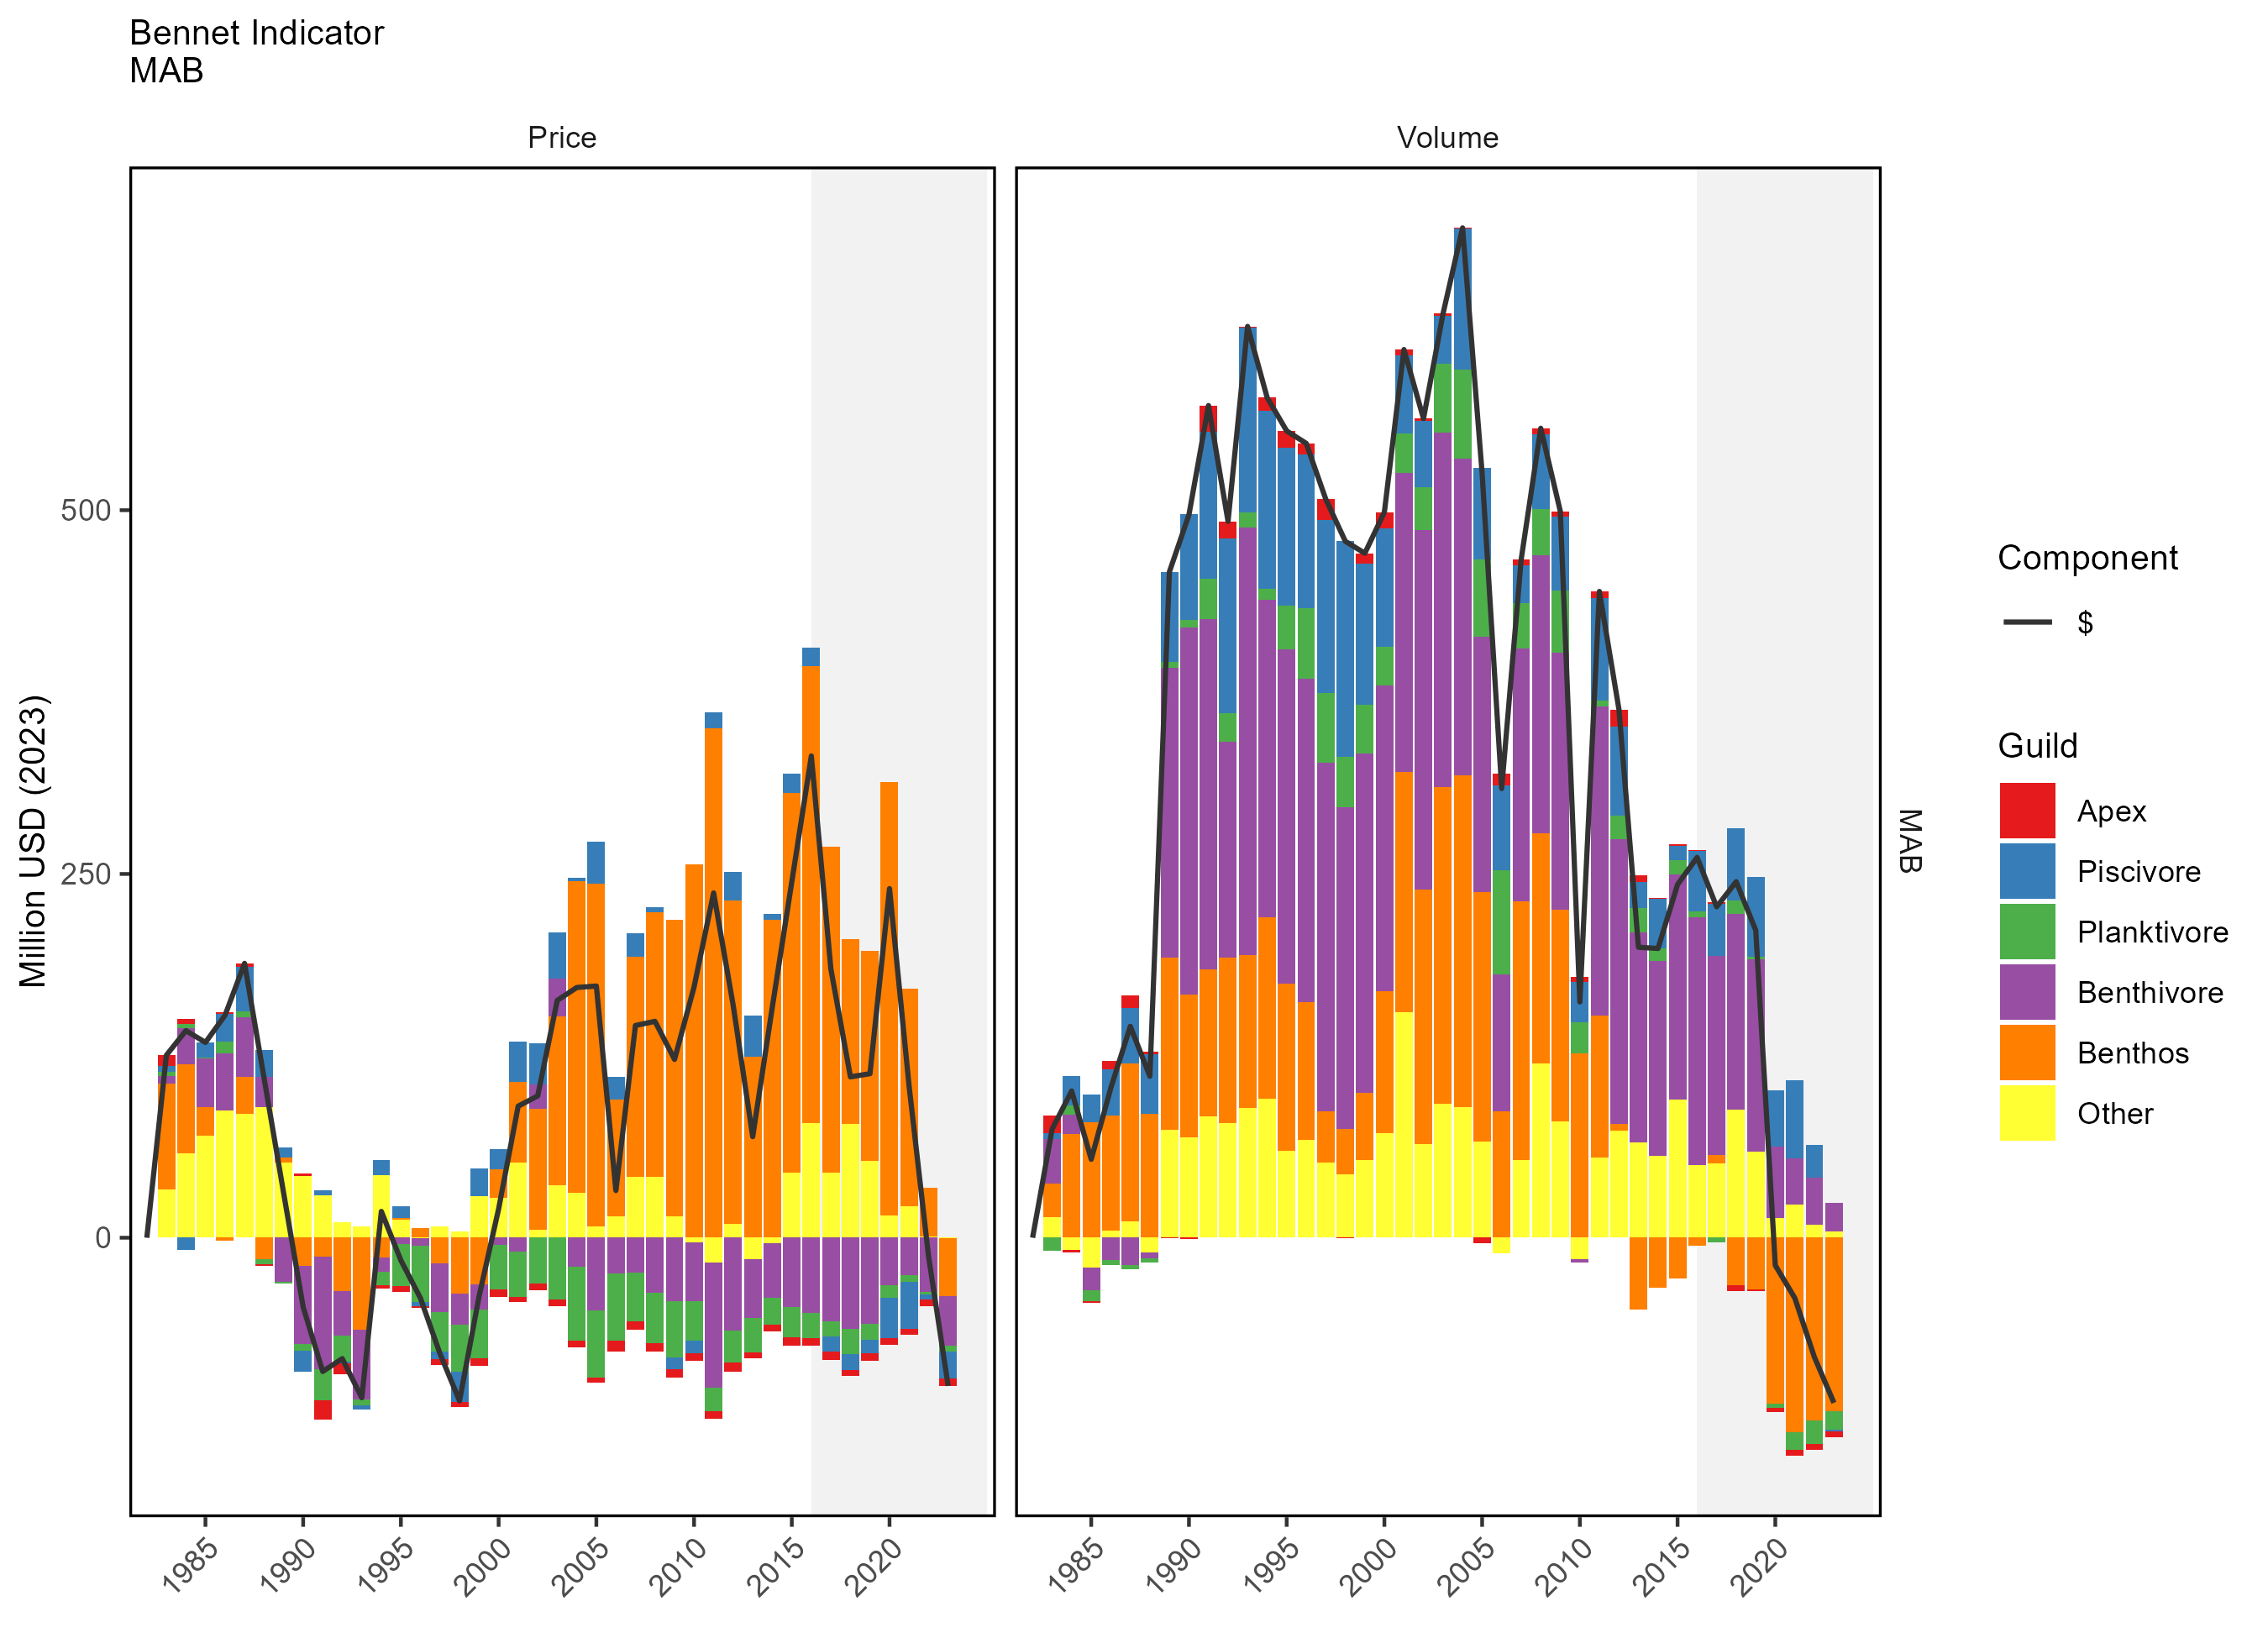 Bennet Indicator
MAB
Price
Volume
Million USD (2023)
500
250
0
1985
1990
1995
2000
2005
2010
2015
2020
1985
1990
1995
2000
2005
2010
2015
2020
MAB
Component
$
Guild
Apex
Piscivore
Planktivore
Benthivore
Benthos
Other